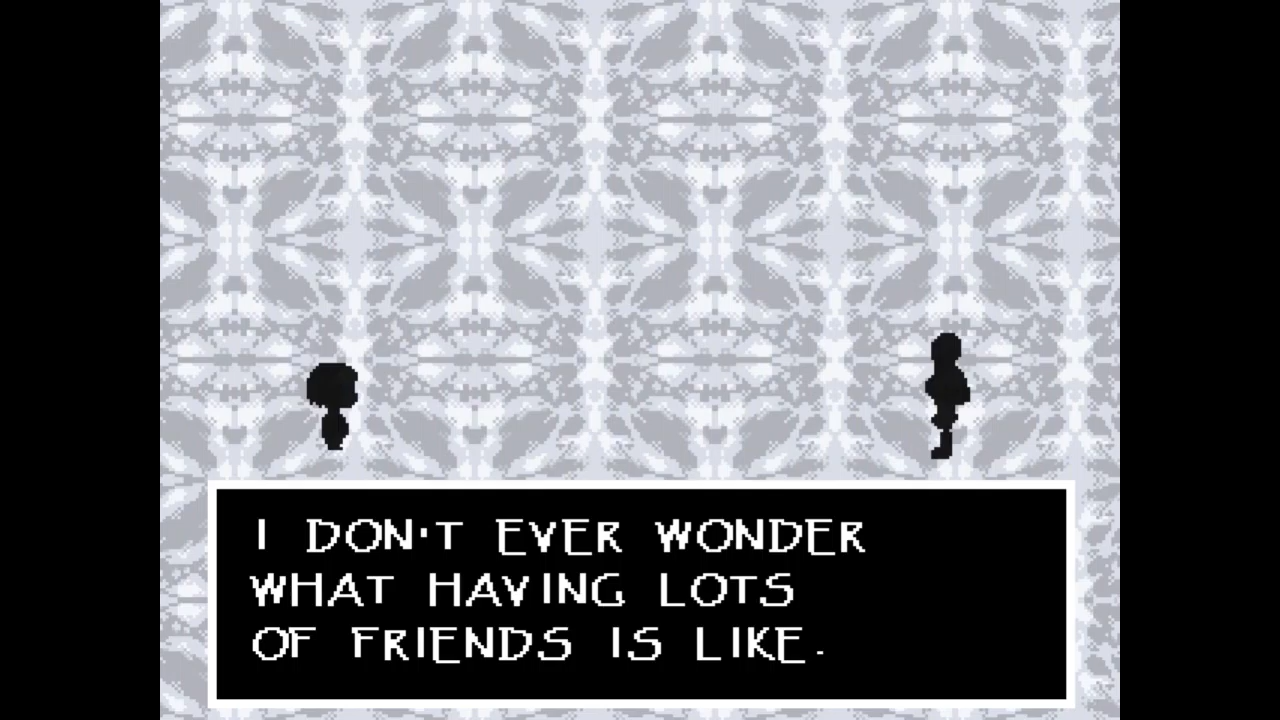 I DON'T EVER WONDER
WHAT HAVING LOTS
OF FRIENDS IS LIKE.